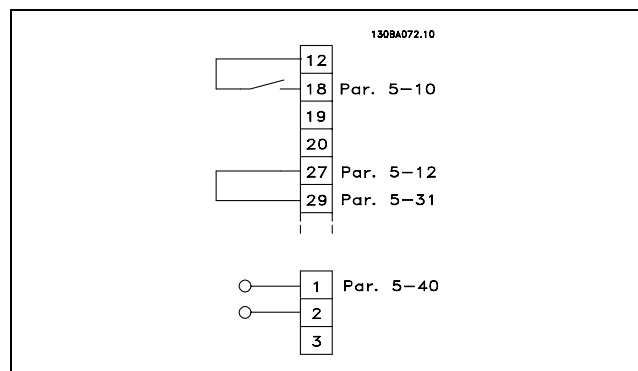 130BA072.10
12
18 Par. 5-10
19
20
27 Par. 5-12
29 Par. 5-31
1 Par. 5-40
2
3